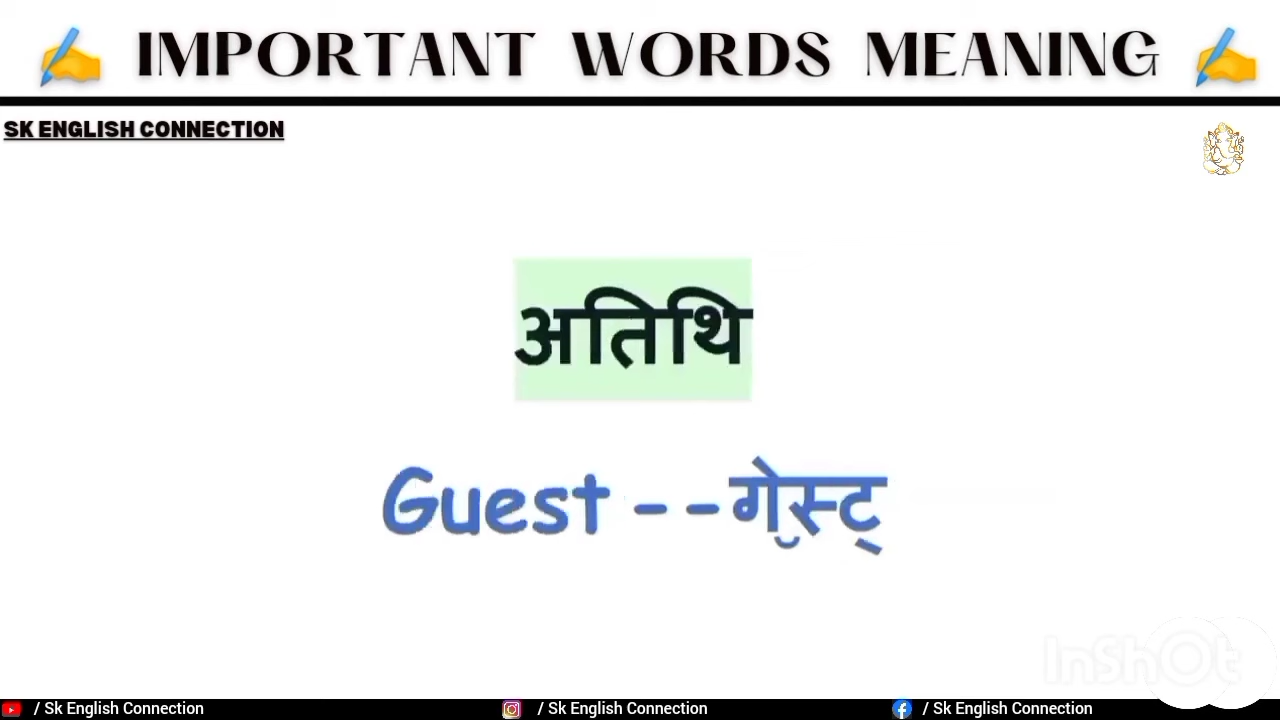 ✍ IMPORTANT WORDS MEANING ✍
SK ENGLISH CONNECTION
अतिथि
Guest --गे॒स्ट्
InShOt
/ Sk English Connection
/ Sk English Connection
/ Sk English Connection